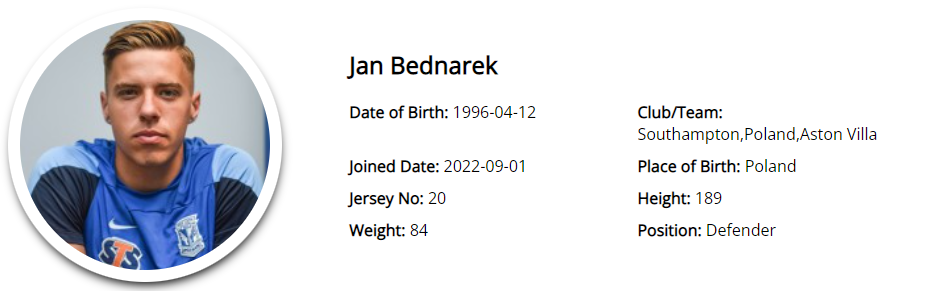 Jan Bednarek
Date of Birth: 1996-04-12
Club/Team:
Southampton,Poland,Aston Villa
Joined Date: 2022-09-01
Place of Birth: Poland
Jersey No: 20
Height: 189
Weight: 84
Position: Defender
STS